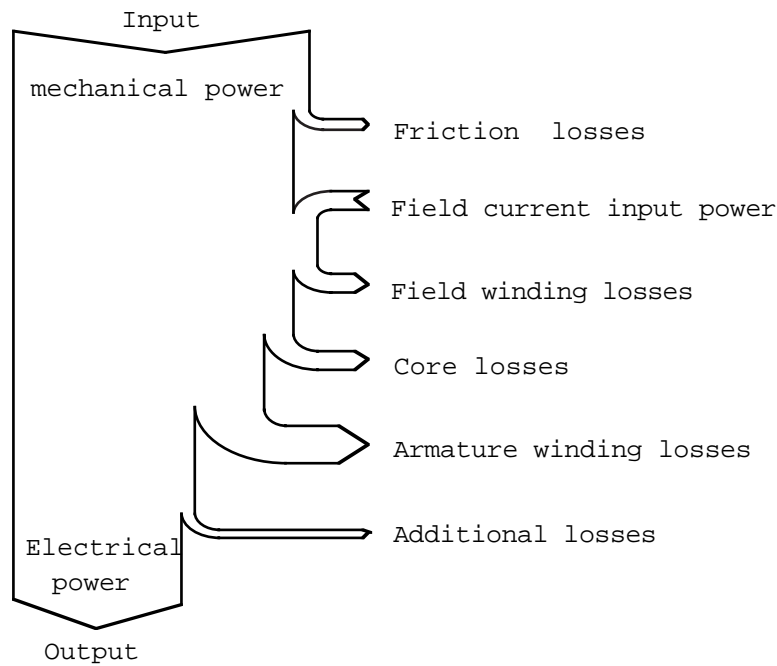 Input
mechanical power
Friction losses
Field current input power
Field winding losses
Core losses
Armature winding losses
Additional losses
Electrical
power
Output